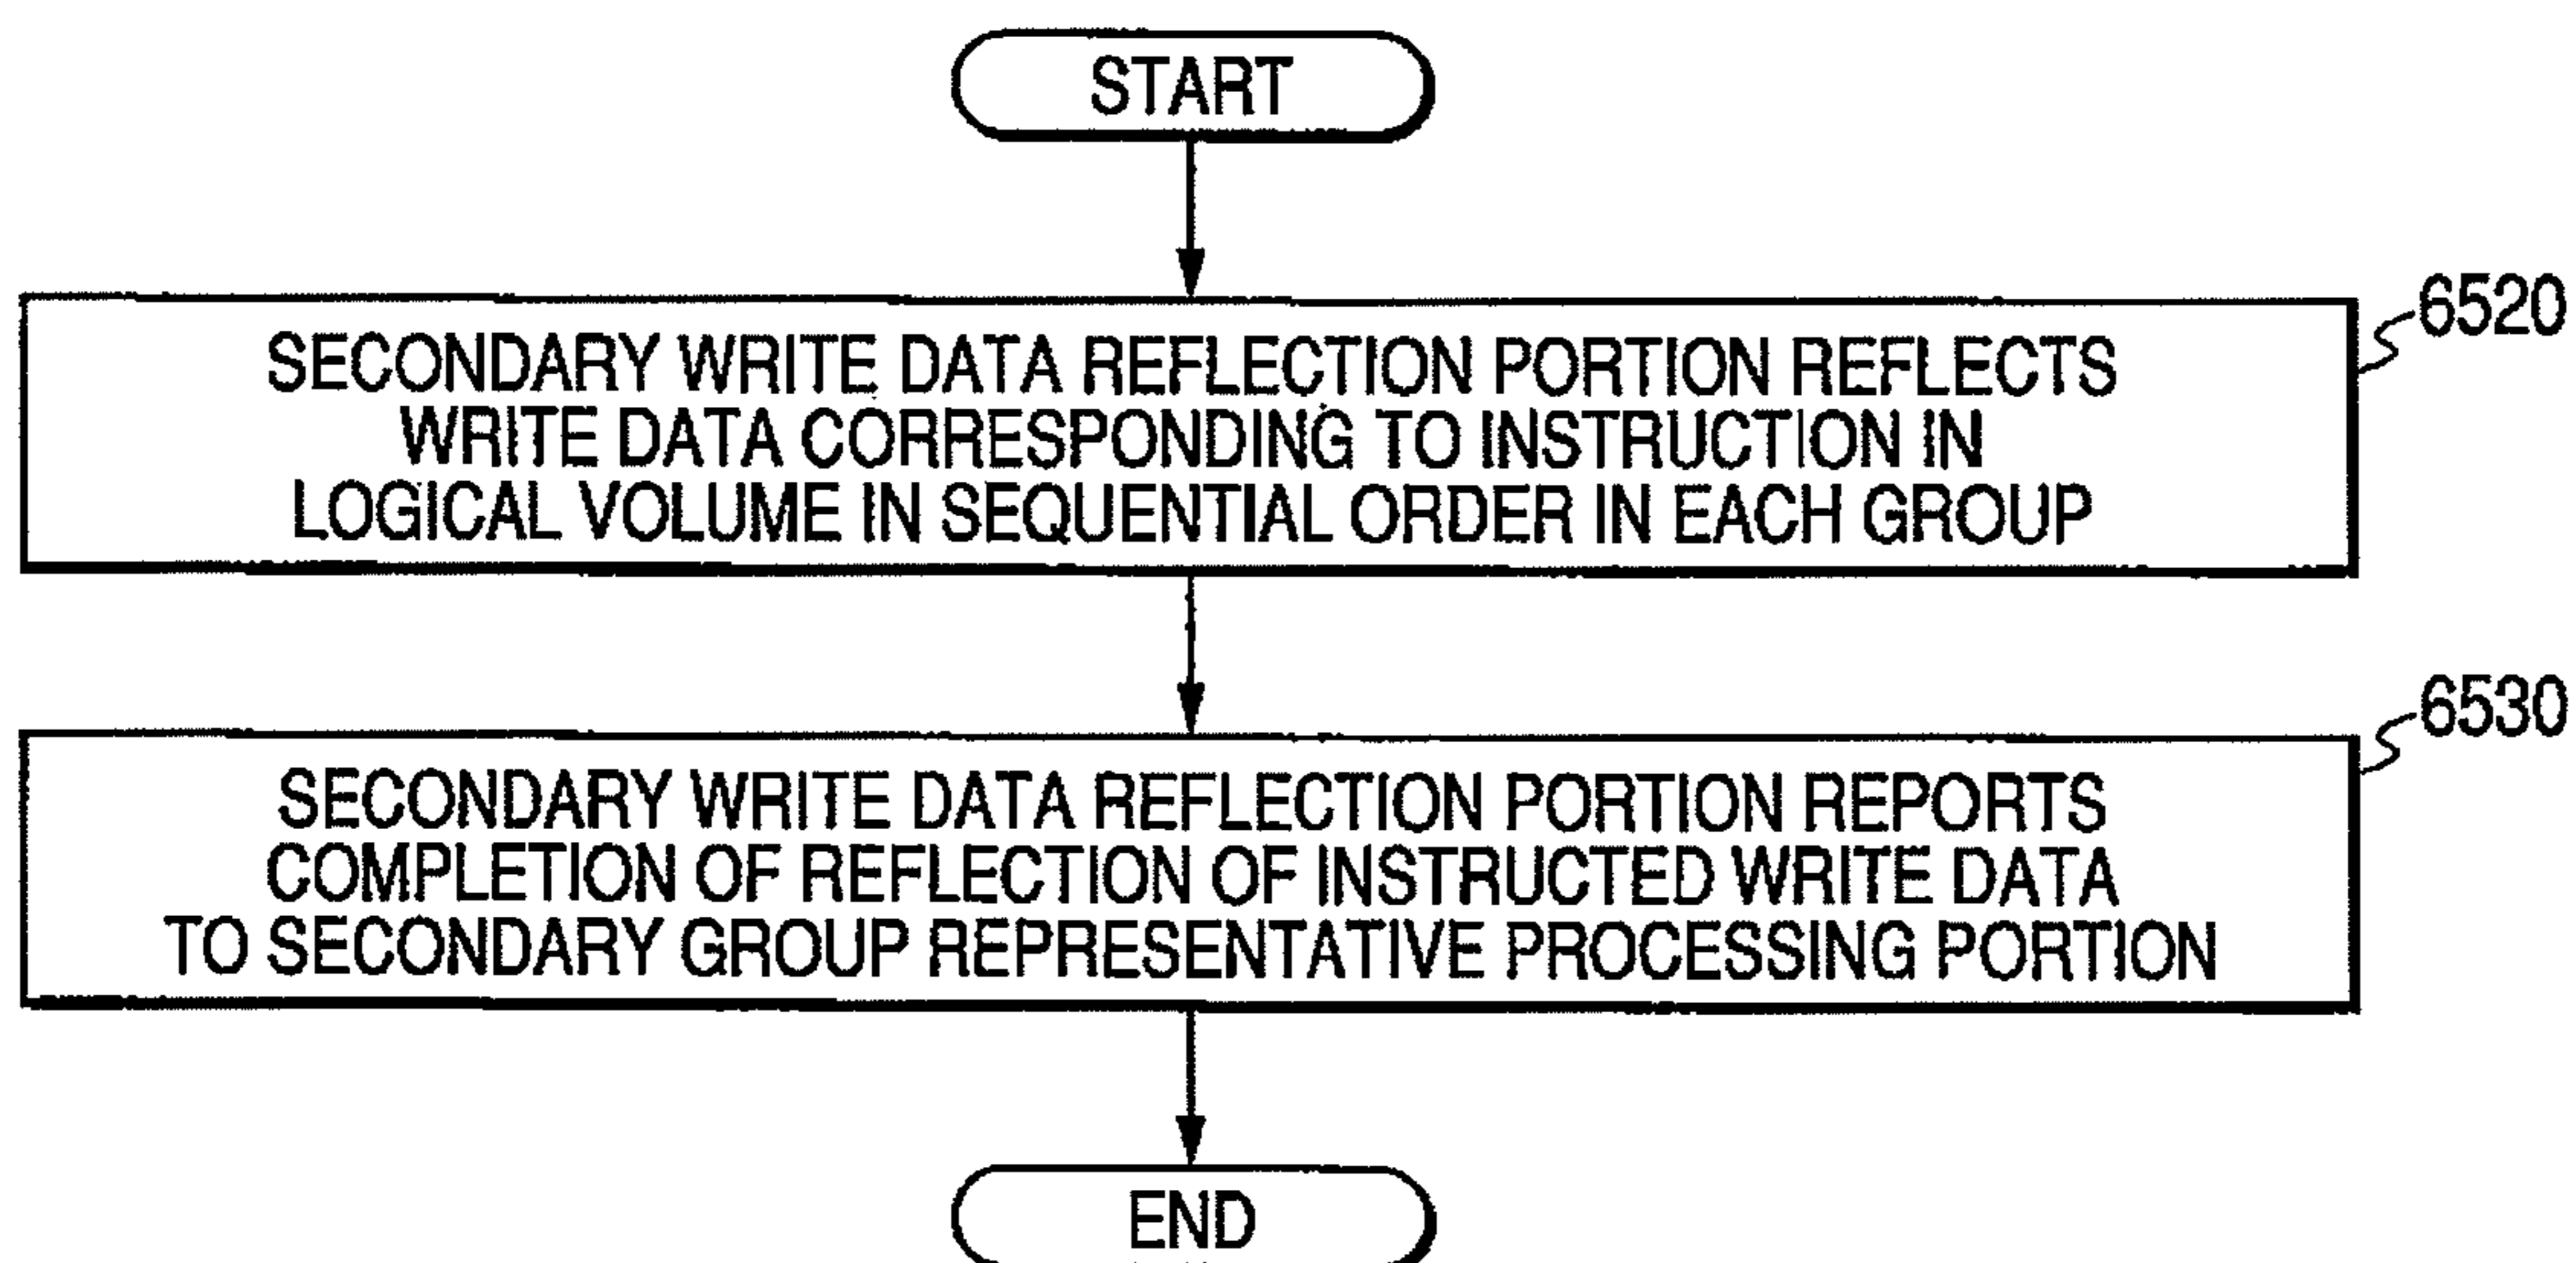 START
6520
SECONDARY WRITE DATA REFLECTION PORTION REFLECTS
WRITE DATA CORRESPONDING TO INSTRUCTION IN
LOGICAL VOLUME IN SEQUENTIAL ORDER IN EACH GROUP
6530
SECONDARY WRITE DATA REFLECTION PORTION REPORTS
COMPLETION OF REFLECTION OF INSTRUCTED WRITE DATA
TO SECONDARY GROUP REPRESENTATIVE PROCESSING PORTION
END